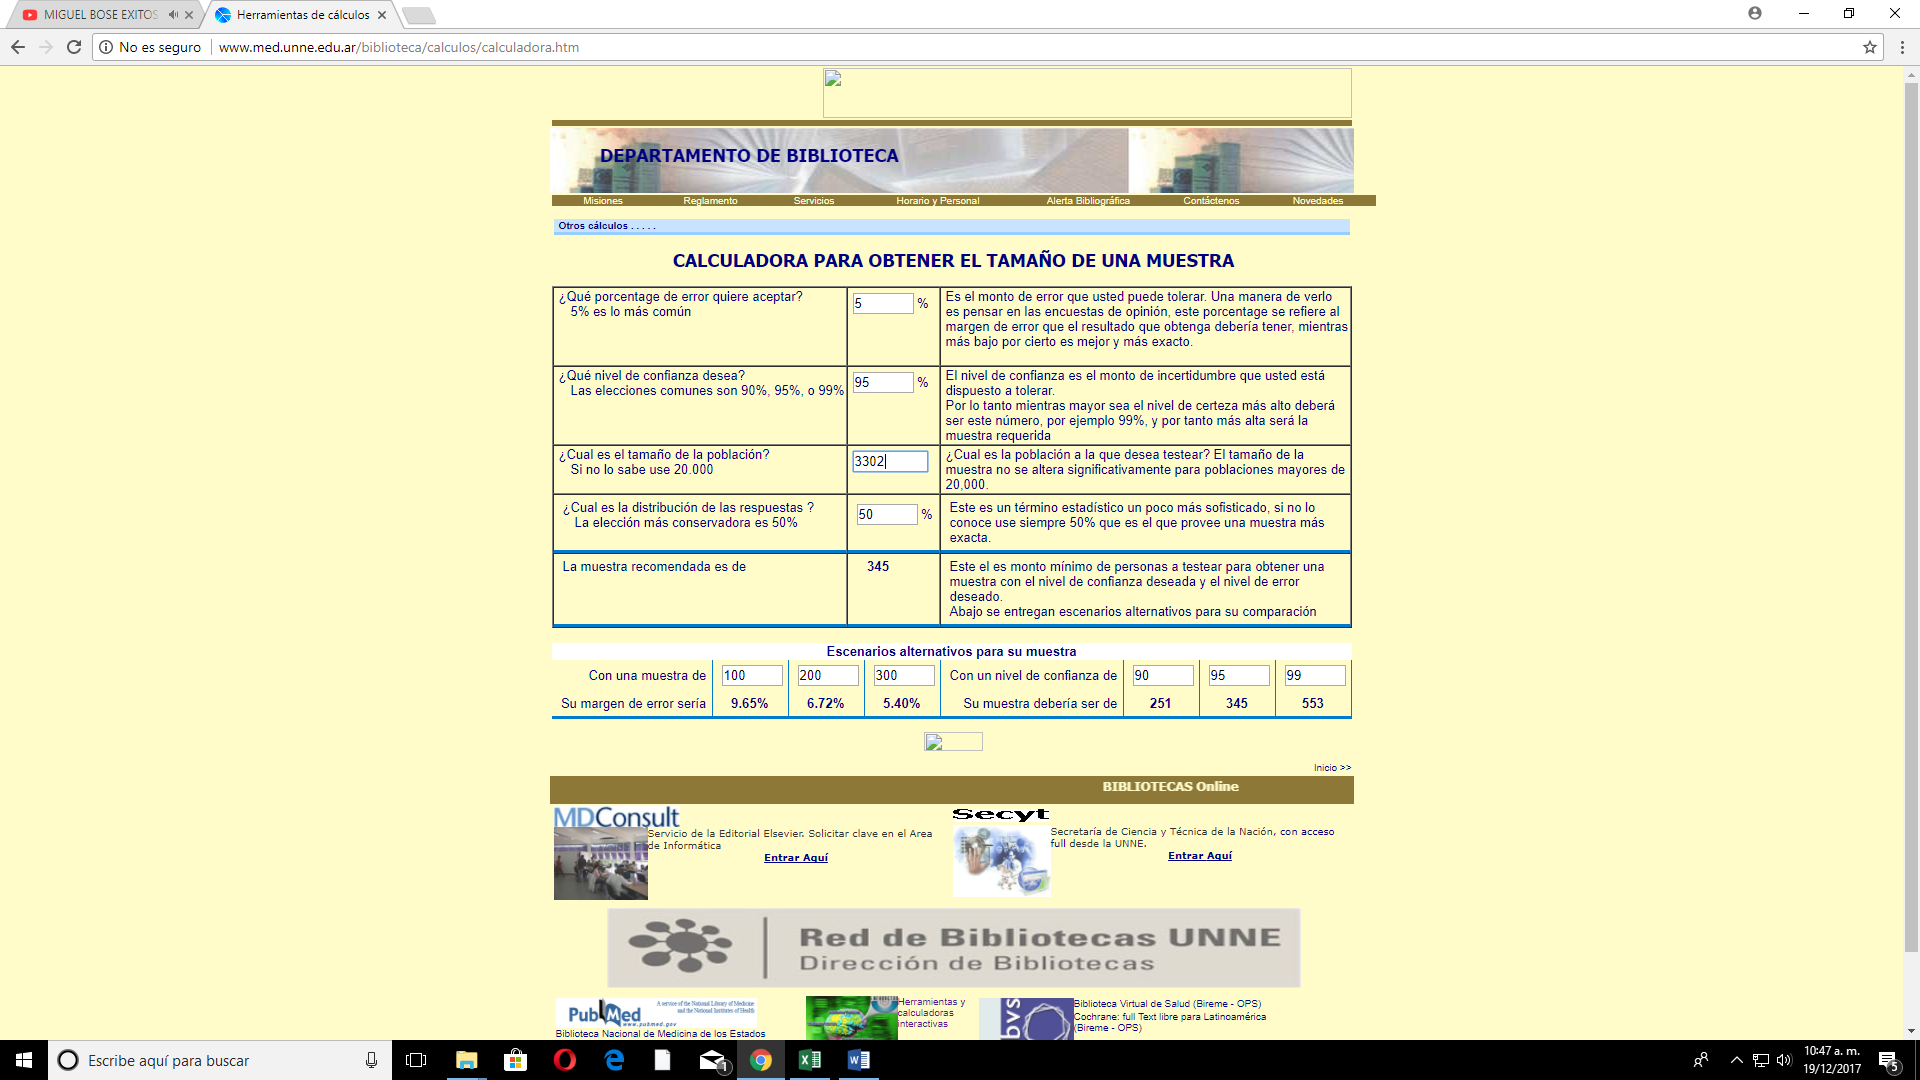 MIGUEL BOSE EXITOS
Herramientas de cálculos
No es seguro
www.med.unne.edu.ar/biblioteca/calculos/calculadora.htm
DEPARTAMENTO DE BIBLIOTECA
Misiones Reglamento Servicios Horario y Personal Alerta Bibliográfica Contáctenos Novedades
Otros cálculos . . . . .
CALCULADORA PARA OBTENER EL TAMAÑO DE UNA MUESTRA
¿Qué porcentage de error quiere aceptar?
5% es lo más común
5 %
Es el monto de error que usted puede tolerar. Una manera de verlo
es pensar en las encuestas de opinión, este porcentage se refiere al
margen de error que el resultado que obtenga debería tener, mientras
más bajo por cierto es mejor y más exacto.
¿Qué nivel de confianza desea?
Las elecciones comunes son 90%, 95%, o 99%
95 %
El nivel de confianza es el monto de incertidumbre que usted está
dispuesto a tolerar.
Por lo tanto mientras mayor sea el nivel de certeza más alto deberá
ser este número, por ejemplo 99%, y por tanto más alta será la
muestra requerida
¿Cual es el tamaño de la población?
Si no lo sabe use 20.000
3302
¿Cual es la población a la que desea testear? El tamaño de la
muestra no se altera significativamente para poblaciones mayores de
20,000.
¿Cual es la distribución de las respuestas ?
La elección más conservadora es 50%
50 %
Este es un término estadístico un poco más sofisticado, si no lo
conoce use siempre 50% que es el que provee una muestra más
exacta.
La muestra recomendada es de
345
Este el es monto mínimo de personas a testear para obtener una
muestra con el nivel de confianza deseada y el nivel de error
deseado.
Abajo se entregan escenarios alternativos para su comparación
Escenarios alternativos para su muestra
Con una muestra de 100 200 300 Con un nivel de confianza de 90 95 99
Su margen de error sería 9.65% 6.72% 5.40% Su muestra debería ser de 251 345 553
Inicio >>
BIBLIOTECAS Online
MDConsult
Servicio de la Editorial Elsevier. Solicitar clave en el Area
de Informática
Entrar Aquí
Secyt
Secretaría de Ciencia y Técnica de la Nación, con acceso
full desde la UNNE.
Entrar Aquí
Red de Bibliotecas UNNE
Dirección de Bibliotecas
PubMed
A service of the National Library of Medicine
and the National Institutes of Health
www.pubmed.gov
Biblioteca Nacional de Medicina de los Estados
Herramientas y
calculadoras
interactivas
bvs
Biblioteca Virtual de Salud (Bireme - OPS)
Cochrane: full Text libre para Latinoamérica
(Bireme - OPS)
Escribe aquí para buscar
1
10:47 a. m.
19/12/2017
5